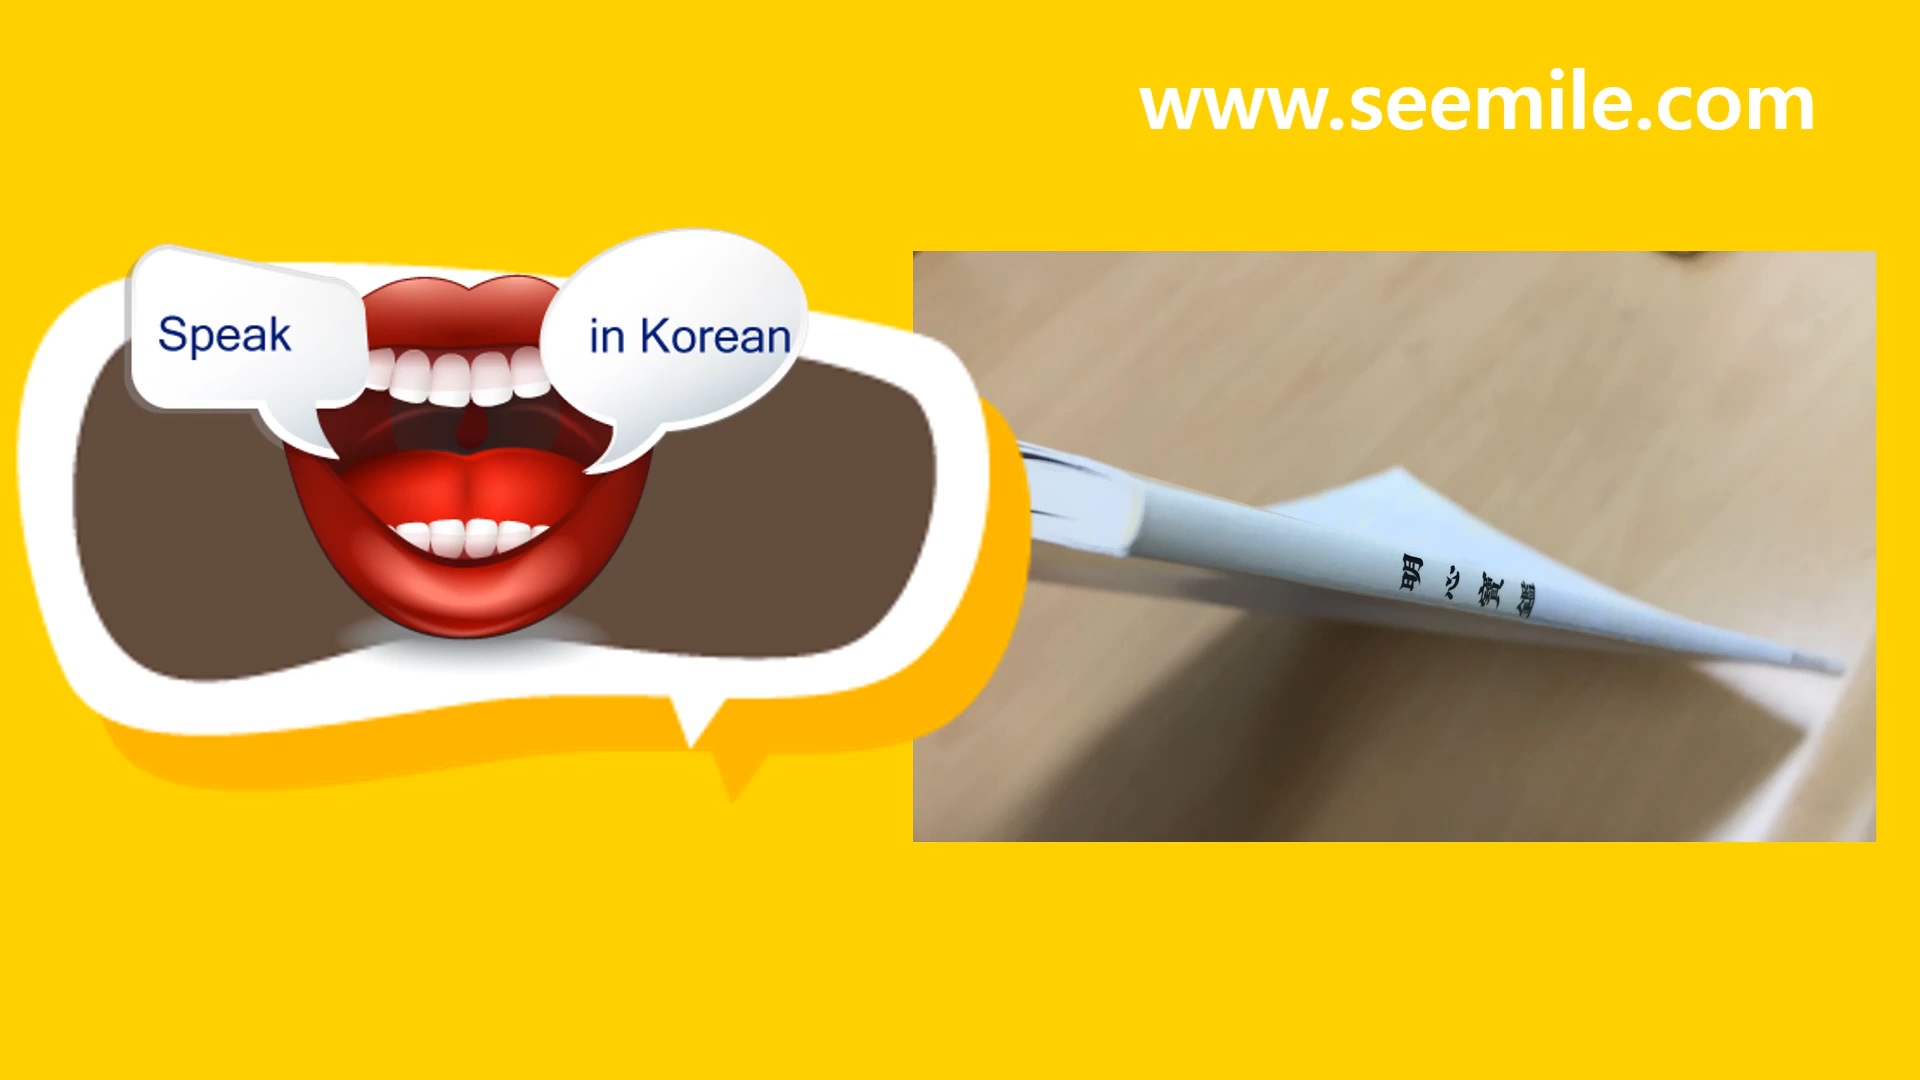 www.seemile.com
Speak
in Korean
明心寶鑑